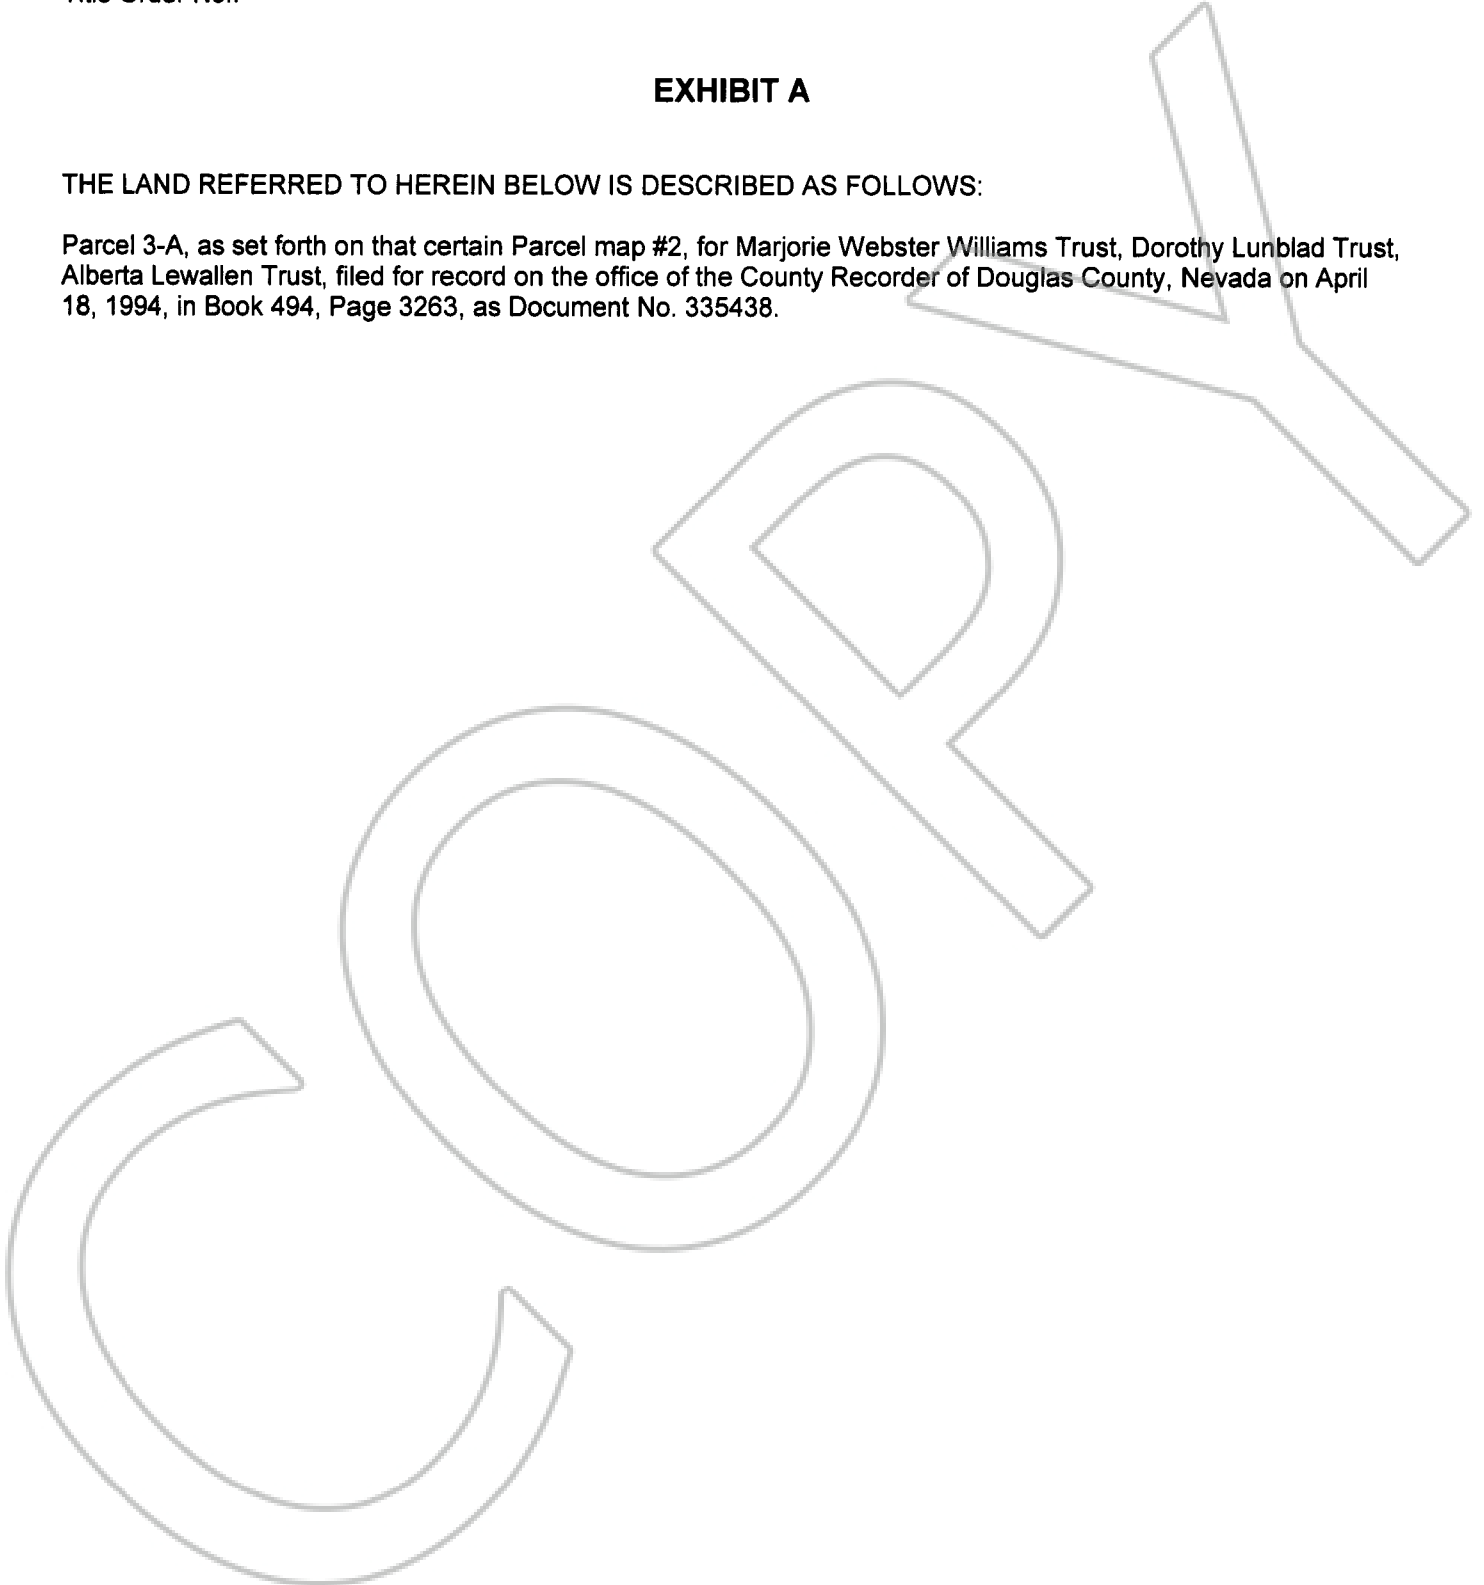 EXHIBIT A
THE LAND REFERRED TO HEREIN BELOW IS DESCRIBED AS FOLLOWS:
Parcel 3-A, as set forth on that certain Parcel map #2, for Marjorie Webster Williams Trust, Dorothy Lunblad Trust,
Alberta Lewallen Trust, filed for record on the office of the County Recorder of Douglas County, Nevada on April
18, 1994, in Book 494, Page 3263, as Document No. 335438.
COPY